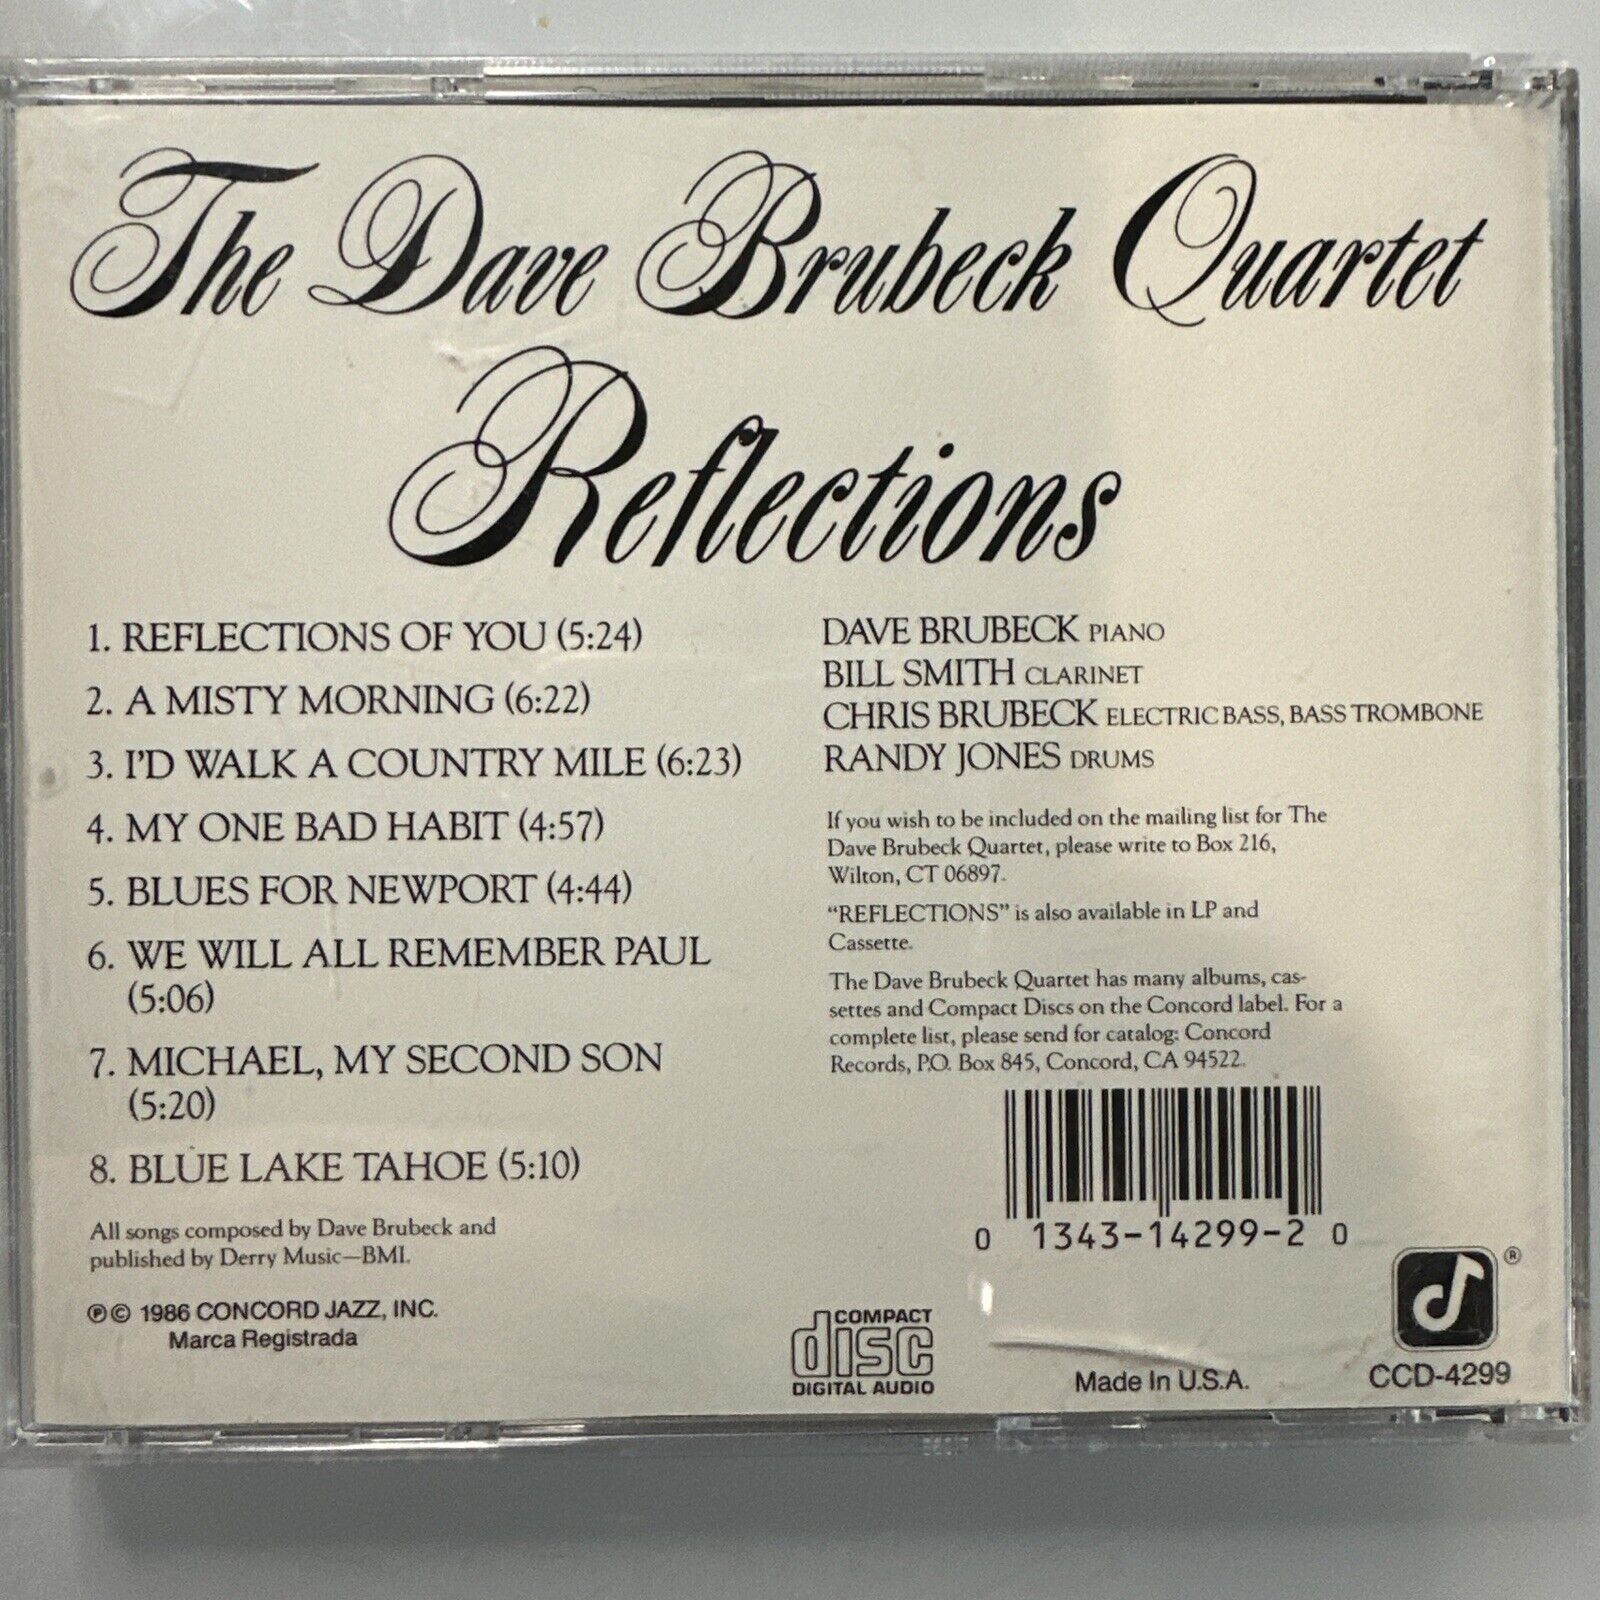 The Dave Brubeck Quartet
Reflections
1. REFLECTIONS OF YOU (5:24)
2. A MISTY MORNING (6:22)
3. I'D WALK A COUNTRY MILE (6:23)
4. MY ONE BAD HABIT (4:57)
5. BLUES FOR NEWPORT (4:44)
6. WE WILL ALL REMEMBER PAUL
(5:06)
7. MICHAEL, MY SECOND SON
(5:20)
8. BLUE LAKE TAHOE (5:10)
All songs composed by Dave Brubeck and
published by Derry Music—BMI.
℗© 1986 CONCORD JAZZ, INC.
Marca Registrada
DAVE BRUBECK PIANO
BILL SMITH CLARINET
CHRIS BRUBECK ELECTRIC BASS, BASS TROMBONE
RANDY JONES DRUMS
If you wish to be included on the mailing list for The
Dave Brubeck Quartet, please write to Box 216,
Wilton, CT 06897.
“REFLECTIONS” is also available in LP and
Cassette.
The Dave Brubeck Quartet has many albums, cas-
settes and Compact Discs on the Concord label. For a
complete list, please send for catalog: Concord
Records, P.O. Box 845, Concord, CA 94522.
0 1343-14299-2 0
COMPACT
disc
DIGITAL AUDIO
Made In U.S.A.
®
CCD-4299